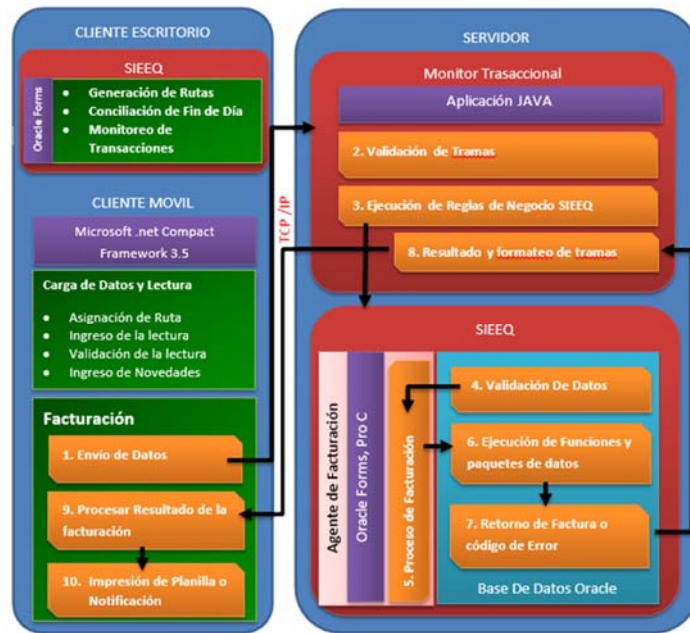 CLIENTE ESCRITORIO
SIEEQ
Oracle Forms
• Generación de Rutas
• Conciliación de Fin de Día
• Monitoreo de
Transacciones
CLIENTE MOVIL
Microsoft .net Compact
Framework 3.5
Carga de Datos y Lectura
• Asignación de Ruta
• Ingreso de la lectura
• Validación de la lectura
• Ingreso de Novedades
Facturación
1. Envío de Datos
9. Procesar Resultado de la
facturación
10. Impresión de Planilla o
Notificación
TCP /IP
SERVIDOR
Monitor Trasaccional
Aplicación JAVA
2. Validación de Tramas
3. Ejecución de Reglas de Negocio SIEEQ
8. Resultado y formateo de tramas
SIEEQ
Agente de Facturación
Oracle Forms, Pro C
5. Proceso de Facturación
4. Validación De Datos
6. Ejecución de Funciones y
paquetes de datos
7. Retorno de Factura o
código de Error
Base De Datos Oracle